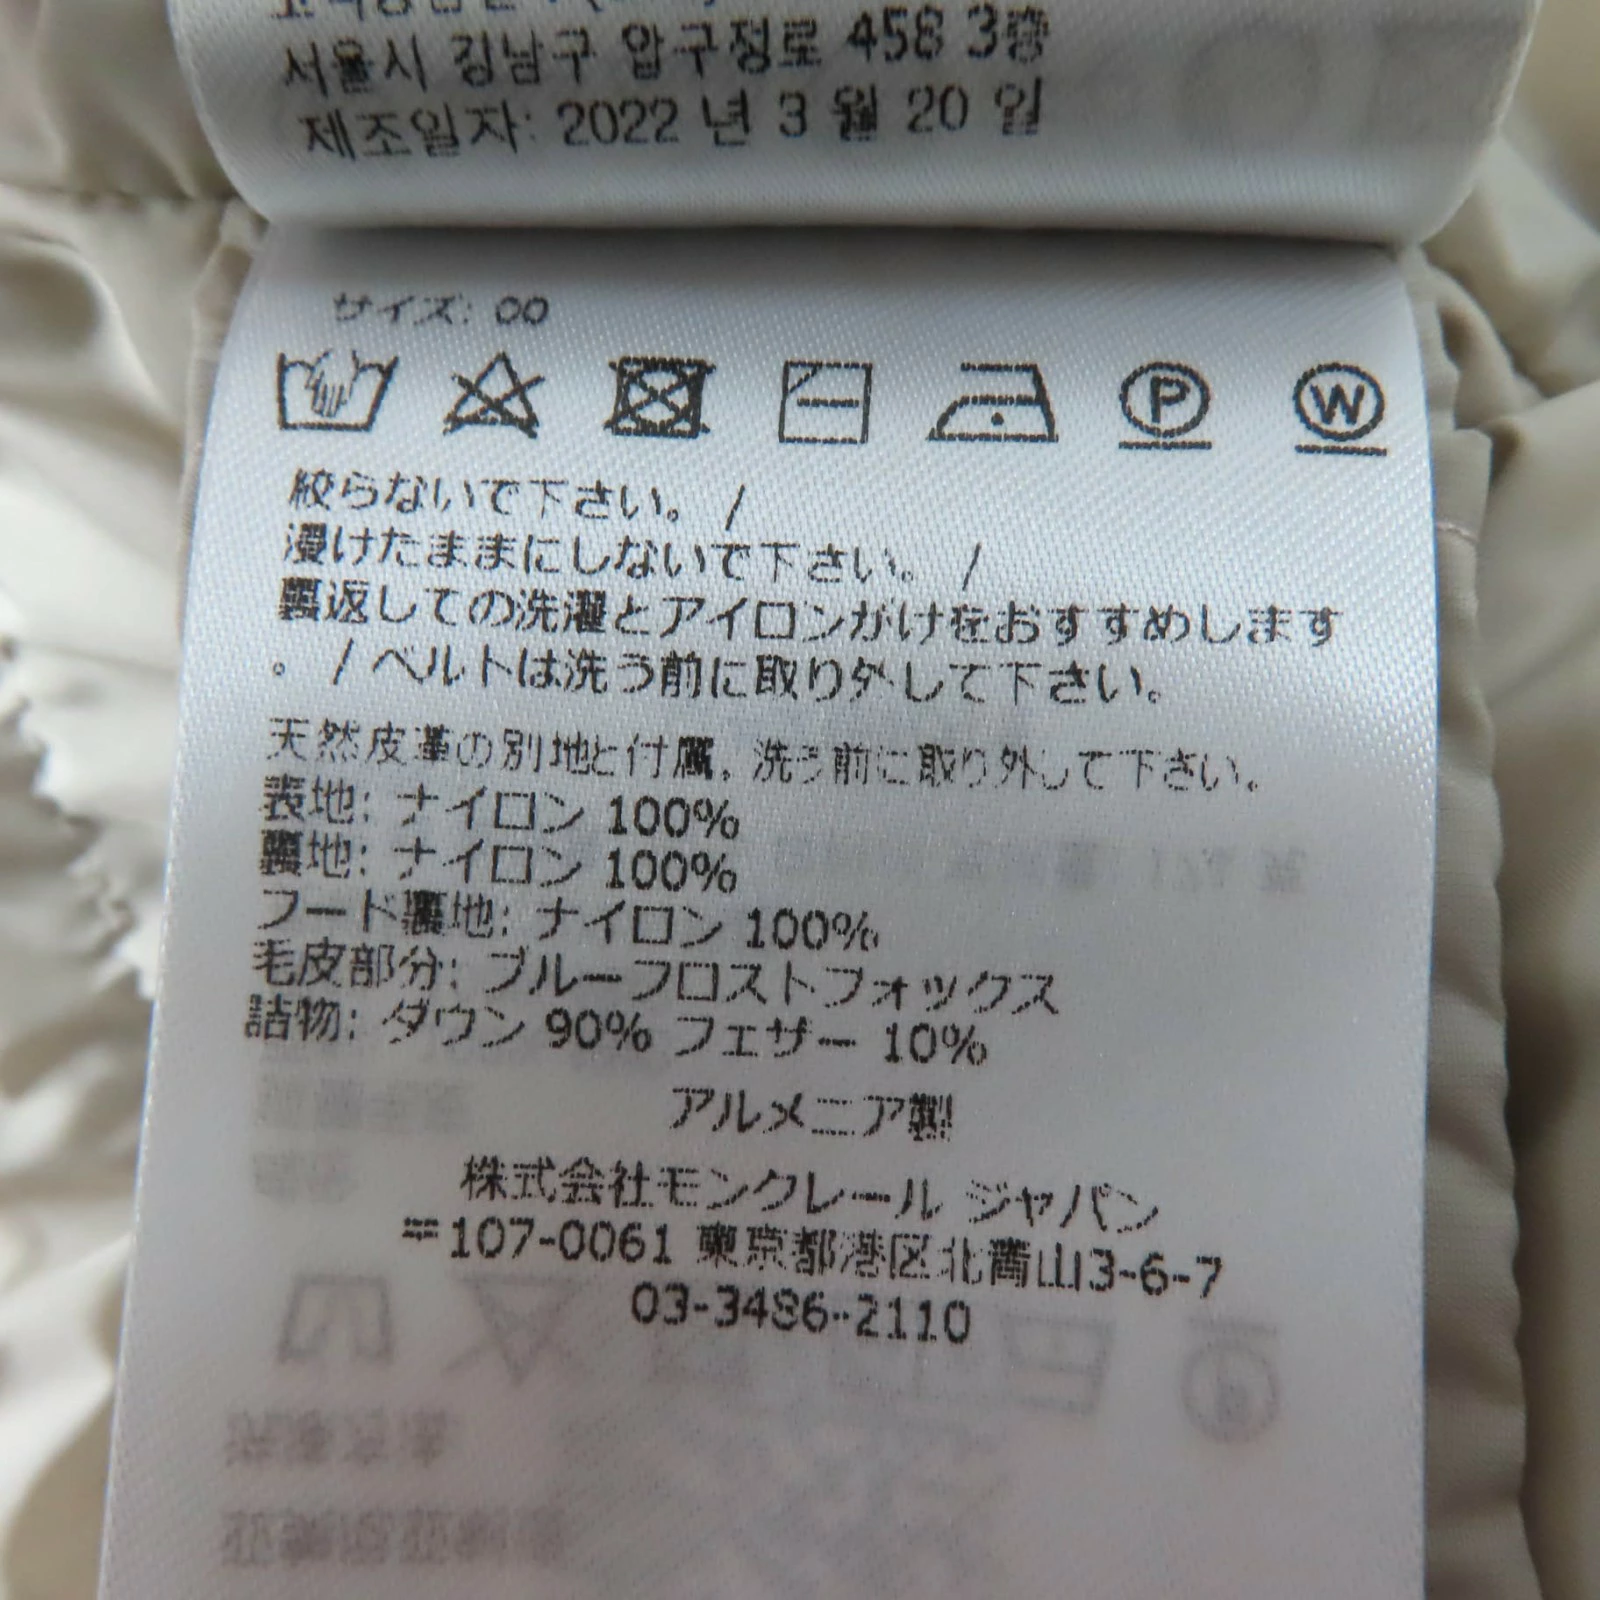 서울시 강남구 압구정로 458 3층
제조일자: 2022 년 3 월 20 일
サイズ: 00
P
W
絞らないで下さい。 /
浸けたままにしないで下さい。 /
裏返しての洗濯とアイロンがけをおすすめします
。 / ベルトは洗う前に取り外して下さい。
天然皮革の別地と付属, 洗う前に取り外して下さい。
表地: ナイロン 100%
裏地: ナイロン 100%
フード裏地: ナイロン 100%
毛皮部分: ブルーフロストフォックス
詰物: ダウン 90% フェザー 10%
アルメニア製
株式会社モンクレール ジャパン
〒107-0061 東京都港区北青山3-6-7
03-3486-2110